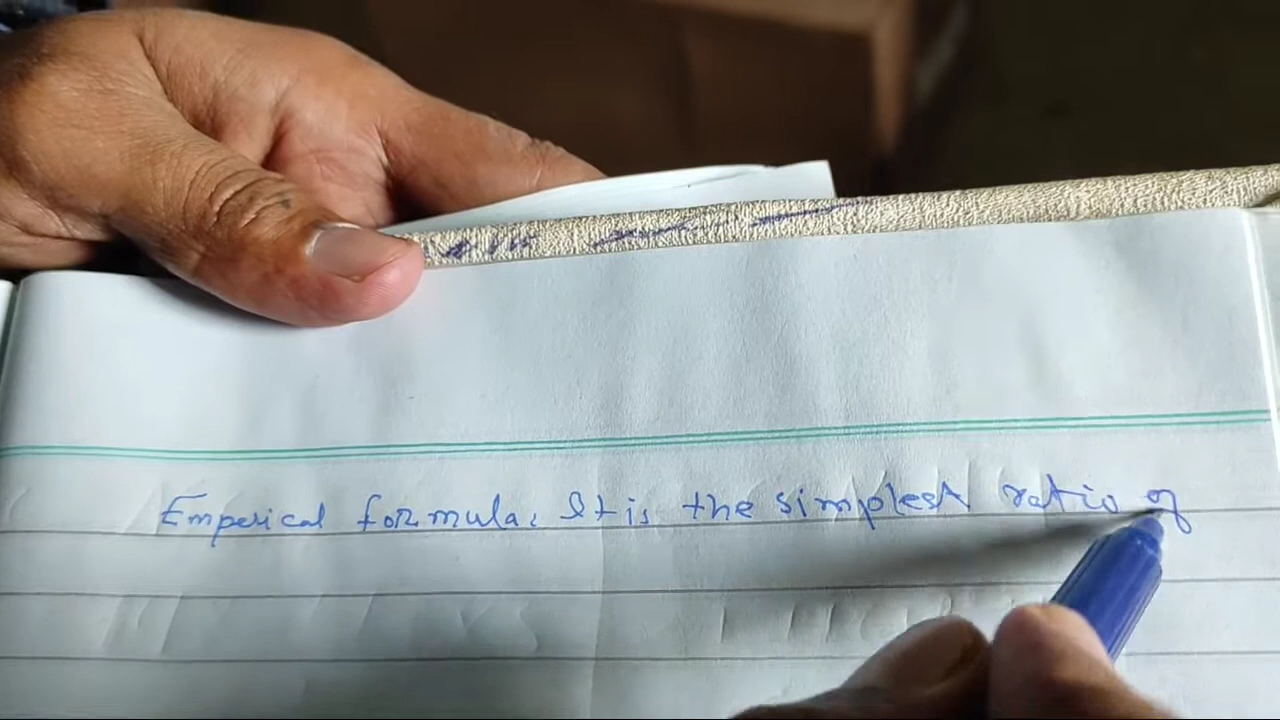 Emperical formula: It is the simplest ratio of